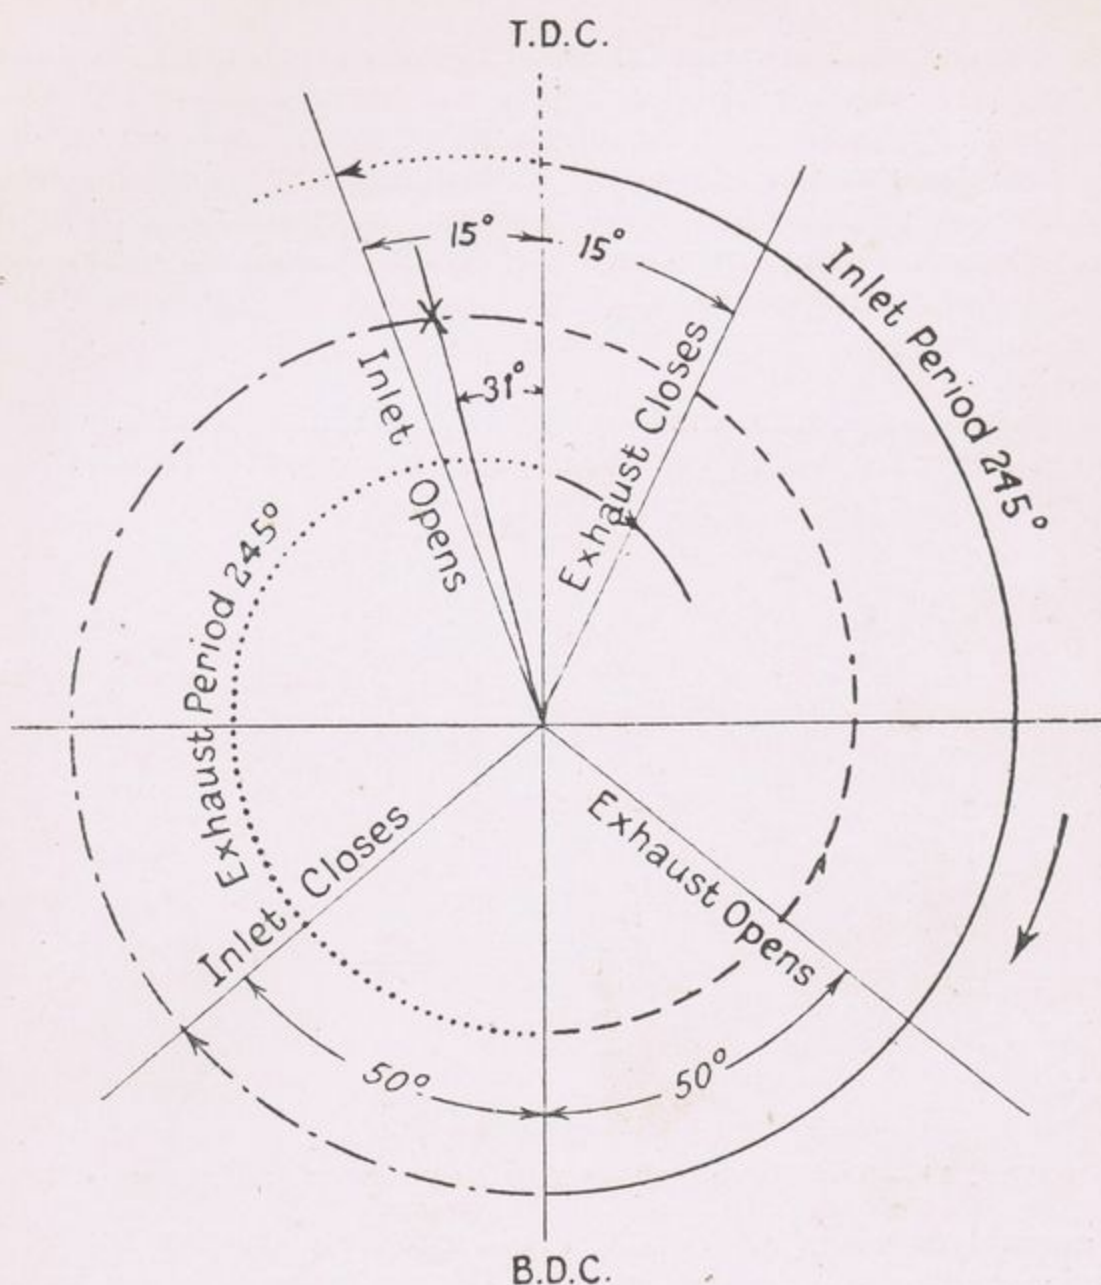 T.D.C.
15°
15°
Inlet Period 245°
31°
Inlet Opens
Exhaust Closes
Exhaust Period 245°
Inlet Closes
Exhaust Opens
50°
50°
B.D.C.